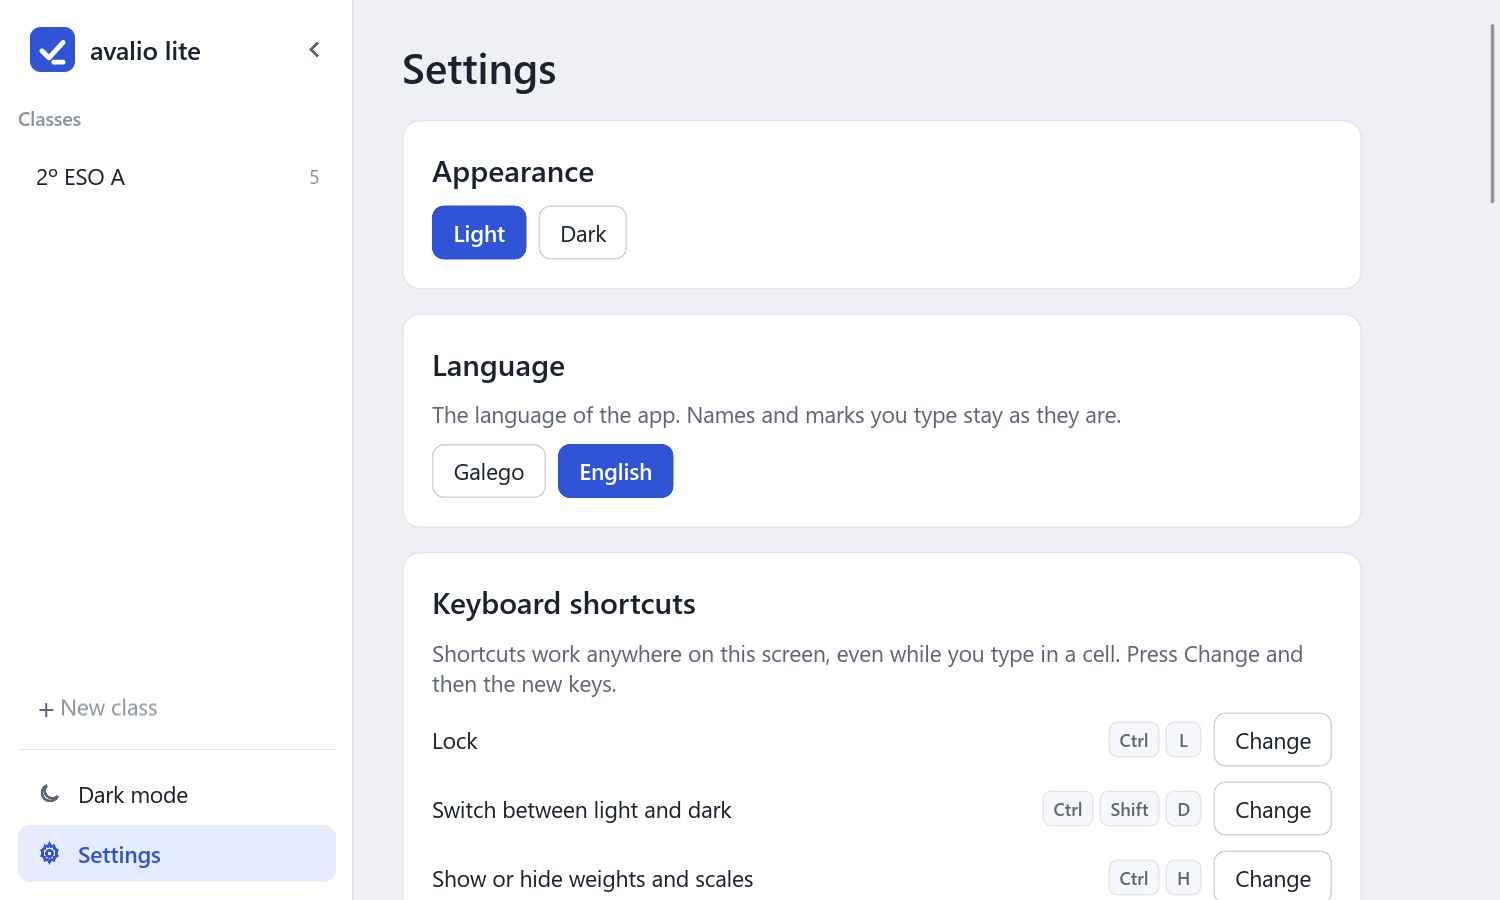 avalio lite
Classes
2º ESO A 5
+ New class
Dark mode
Settings
Settings
Appearance
Light Dark
Language
The language of the app. Names and marks you type stay as they are.
Galego English
Keyboard shortcuts
Shortcuts work anywhere on this screen, even while you type in a cell. Press Change and
then the new keys.
Lock Ctrl L Change
Switch between light and dark Ctrl Shift D Change
Show or hide weights and scales Ctrl H Change